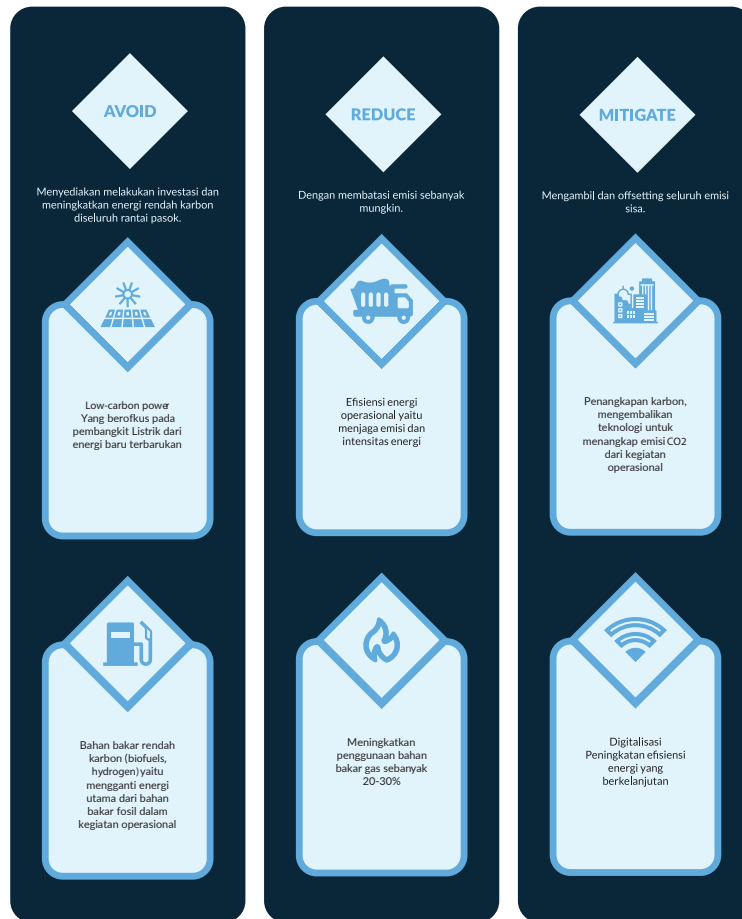 AVOID
Menyediakan melakukan investasi dan
meningkatkan energi rendah karbon
diseluruh rantai pasok.
Low-carbon power
Yang berofkus pada
pembangkit Listrik dari
energi baru terbarukan
Bahan bakar rendah
karbon (biofuels,
hydrogen) yaitu
mengganti energi
utama dari bahan
bakar fosil dalam
kegiatan operasional
REDUCE
Dengan membatasi emisi sebanyak
mungkin.
Efisiensi energi
operasional yaitu
menjaga emisi dan
intensitas energi
Meningkatkan
penggunaan bahan
bakar gas sebanyak
20-30%
MITIGATE
Mengambil dan offsetting seluruh emisi
sisa.
Penangkapan karbon,
mengembalikan
teknologi untuk
menangkap emisi CO2
dari kegiatan
operasional
Digitalisasi
Peningkatan efisiensi
energi yang
berkelanjutan